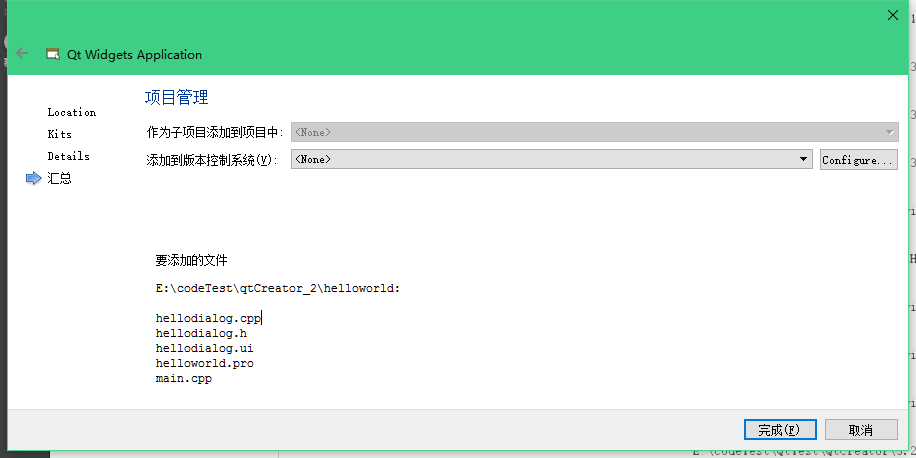 Qt Widgets Application
Location
Kits
Details
汇总
项目管理
作为子项目添加到项目中:
<None>
添加到版本控制系统(V):
<None>
Configure...
要添加的文件
E:\codeTest\qtCreator_2\helloworld:
hellodialog.cpp
hellodialog.h
hellodialog.ui
helloworld.pro
main.cpp
完成(F)
取消